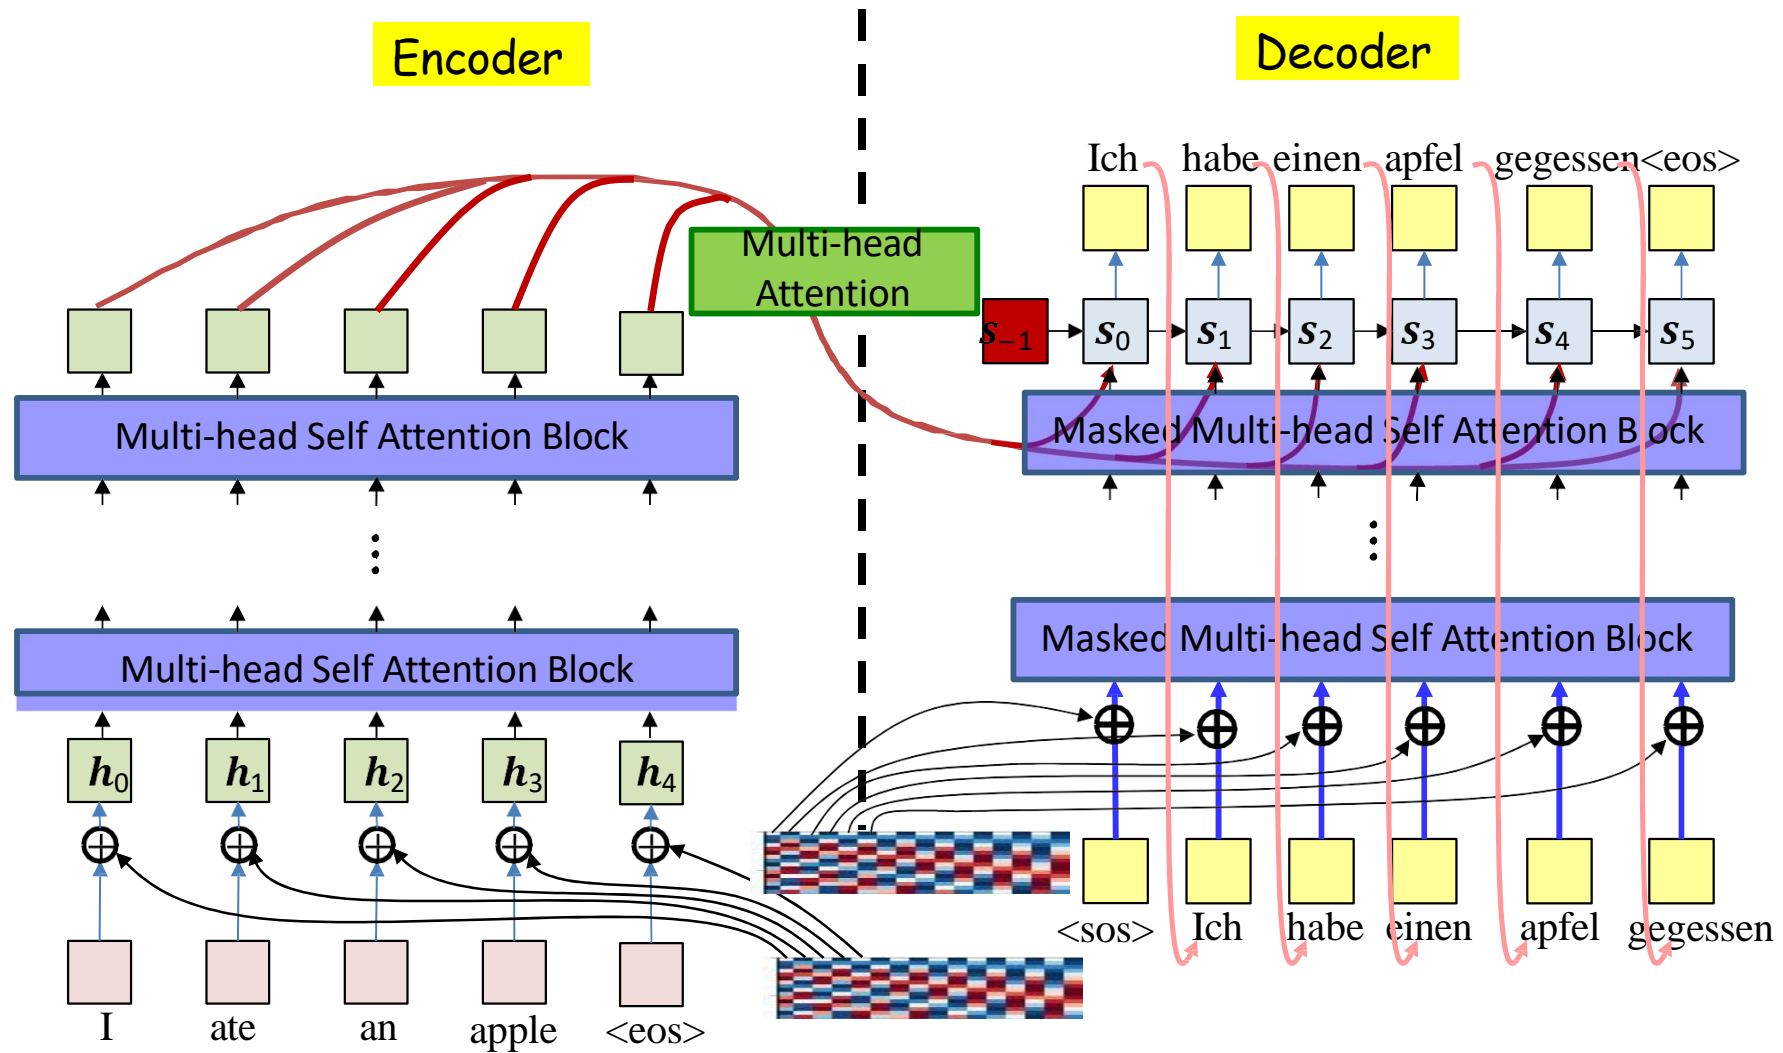 Encoder
Decoder
Ich habe einen apfel gegessen <eos>
Multi-head
Attention
s₋₁ s₀ s₁ s₂ s₃ s₄ s₅
Multi-head Self Attention Block
Masked Multi-head Self Attention Block
Multi-head Self Attention Block
Masked Multi-head Self Attention Block
h₀ h₁ h₂ h₃ h₄
<sos> Ich habe einen apfel gegessen
I ate an apple <eos>